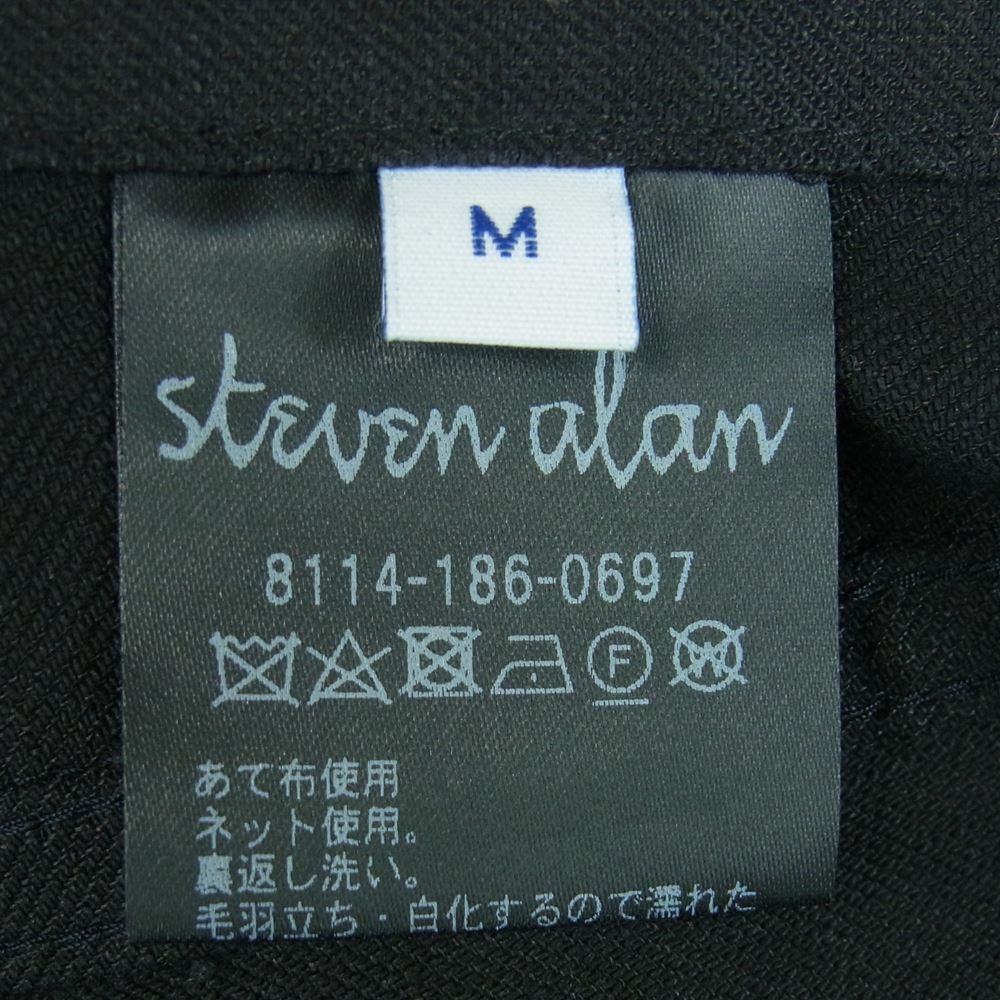 M
steven alan
8114-186-0697
F
W
あて布使用
ネット使用。
裏返し洗い。
毛羽立ち・白化するので濡れた